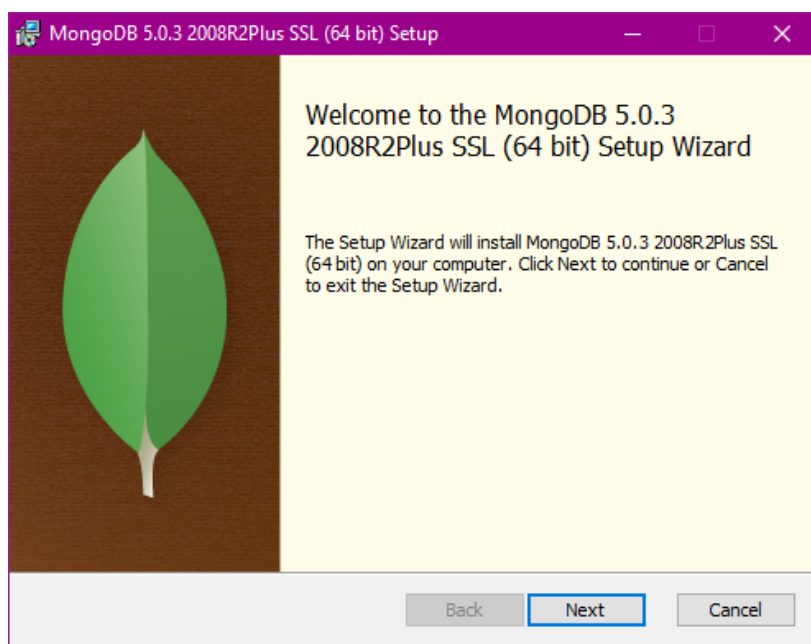 MongoDB 5.0.3 2008R2Plus SSL (64 bit) Setup
Welcome to the MongoDB 5.0.3
2008R2Plus SSL (64 bit) Setup Wizard
The Setup Wizard will install MongoDB 5.0.3 2008R2Plus SSL
(64 bit) on your computer. Click Next to continue or Cancel
to exit the Setup Wizard.
Back Next Cancel